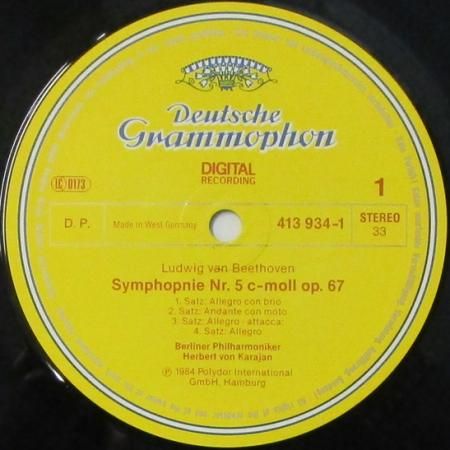 Deutsche
Grammophon
DIGITAL
RECORDING
LC 0173
1
D. P.
Made in West Germany
413 934-1
STEREO
33
Ludwig van Beethoven
Symphopnie Nr. 5 c-moll op. 67
1. Satz: Allegro con brio
2. Satz: Andante con moto
3. Satz: Allegro - attacca:
4. Satz: Allegro
Berliner Philharmoniker
Herbert von Karajan
℗ 1984 Polydor International
GmbH, Hamburg